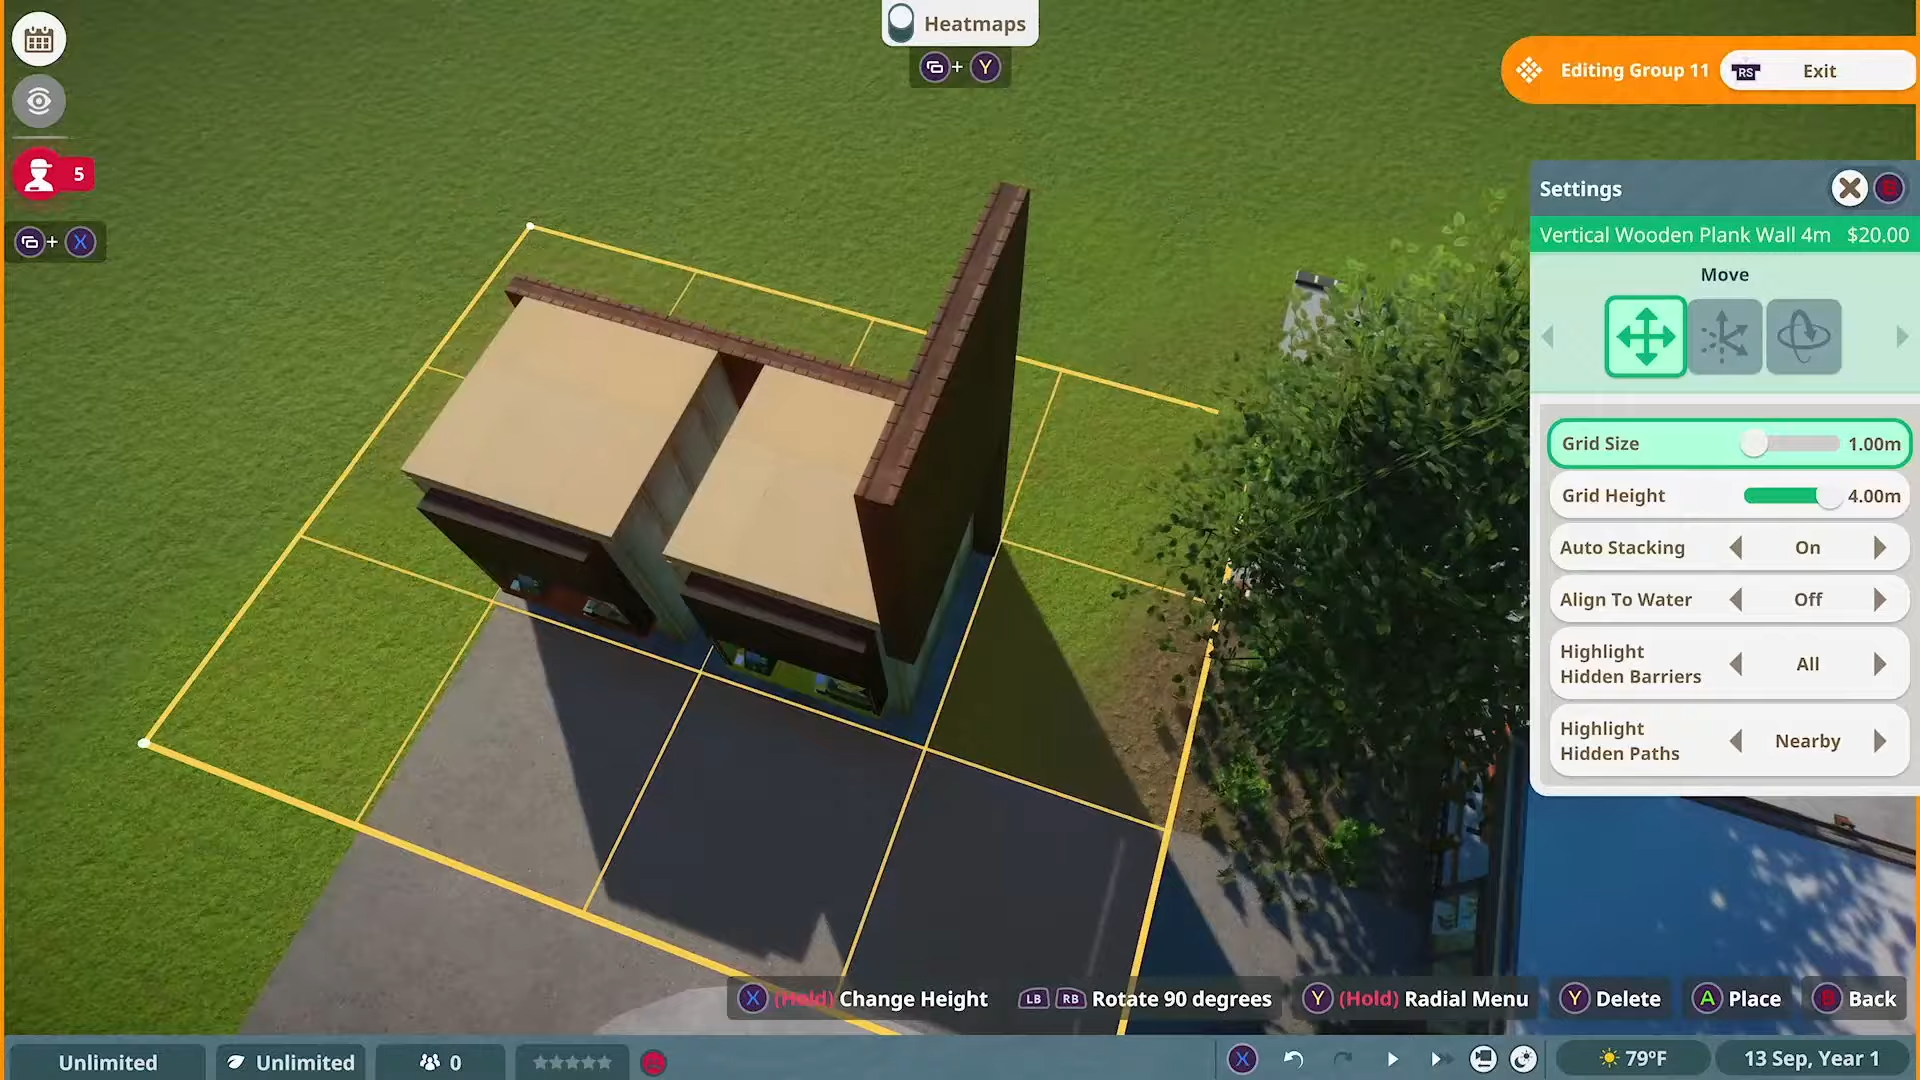 Heatmaps
+ Y
Editing Group 11
RS Exit
5
+ X
Settings
Vertical Wooden Plank Wall 4m $20.00
Move
Grid Size 1.00m
Grid Height 4.00m
Auto Stacking On
Align To Water Off
Highlight
Hidden Barriers All
Highlight
Hidden Paths Nearby
X (Hold) Change Height LB RB Rotate 90 degrees Y (Hold) Radial Menu Y Delete A Place B Back
Unlimited Unlimited 0 X 79°F 13 Sep, Year 1